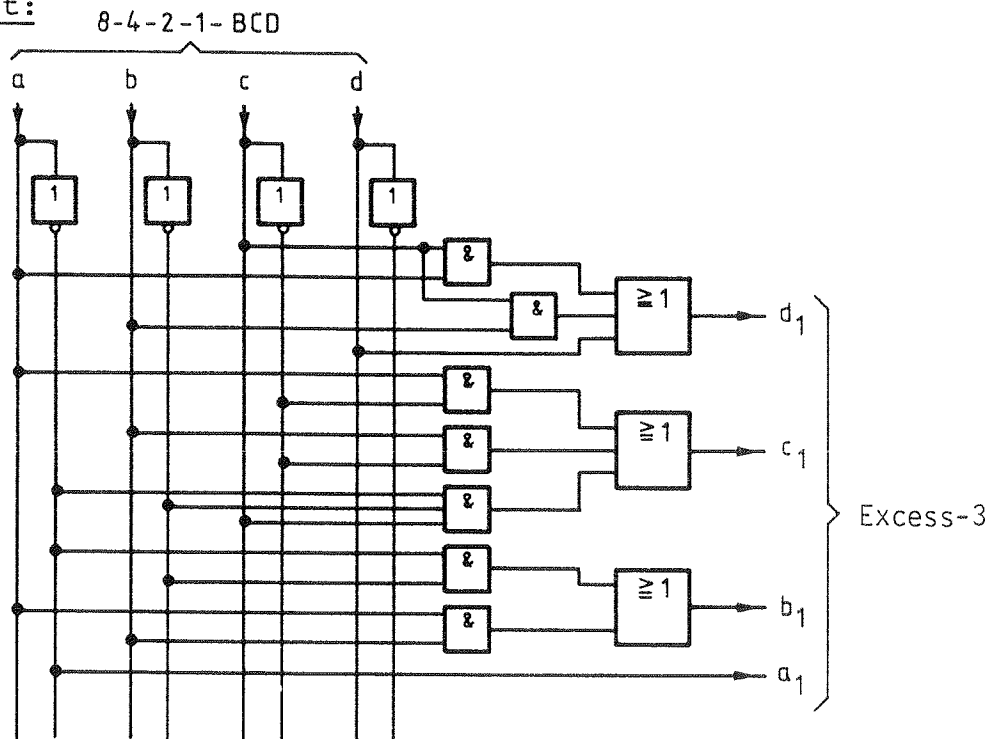 t:
8-4-2-1-BCD
a b c d
1 1 1 1
&
≥1
&
d1
&
≥1
&
c1
&
Excess-3
&
≥1
b1
&
a1